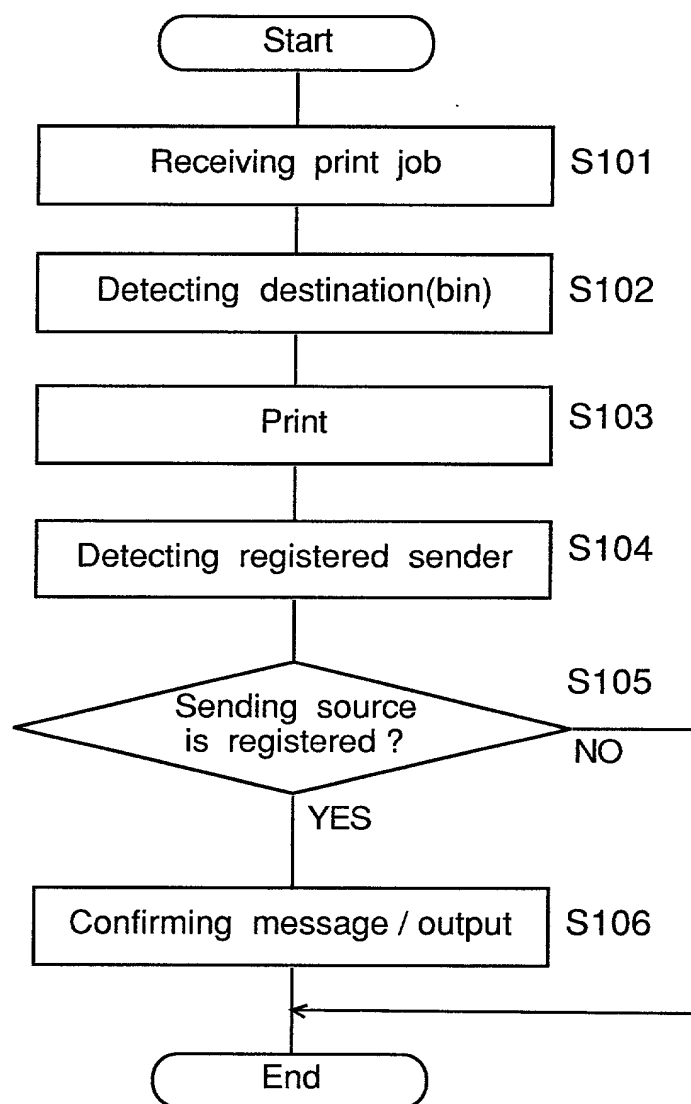 Start
Receiving print job S101
Detecting destination(bin) S102
Print S103
Detecting registered sender S104
S105
Sending source
is registered ?
NO
YES
Confirming message / output S106
End